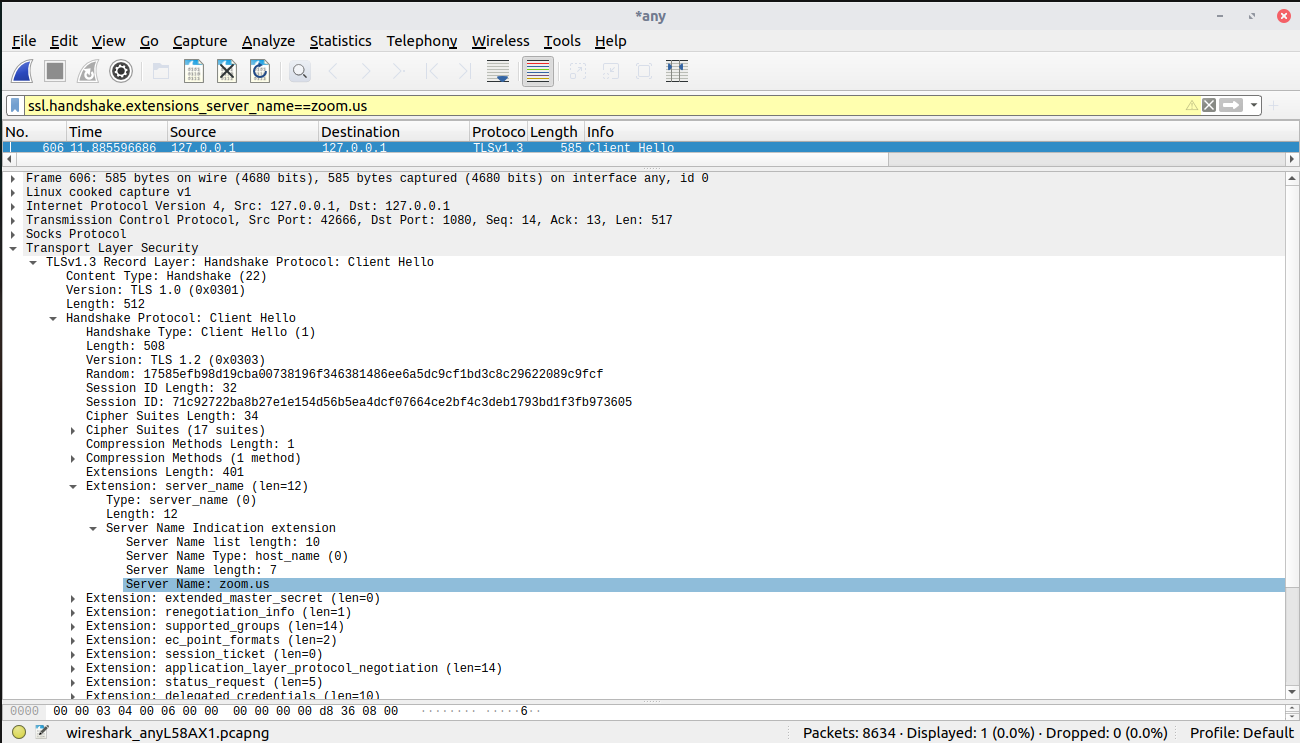 *any
File Edit View Go Capture Analyze Statistics Telephony Wireless Tools Help
ssl.handshake.extensions_server_name==zoom.us
No. Time Source Destination Protoco Length Info
606 11.885596686 127.0.0.1 127.0.0.1 TLSv1.3 585 Client Hello
Frame 606: 585 bytes on wire (4680 bits), 585 bytes captured (4680 bits) on interface any, id 0
Linux cooked capture v1
Internet Protocol Version 4, Src: 127.0.0.1, Dst: 127.0.0.1
Transmission Control Protocol, Src Port: 42666, Dst Port: 1080, Seq: 14, Ack: 13, Len: 517
Socks Protocol
Transport Layer Security
TLSv1.3 Record Layer: Handshake Protocol: Client Hello
Content Type: Handshake (22)
Version: TLS 1.0 (0x0301)
Length: 512
Handshake Protocol: Client Hello
Handshake Type: Client Hello (1)
Length: 508
Version: TLS 1.2 (0x0303)
Random: 17585efb98d19cba00738196f346381486ee6a5dc9cf1bd3c8c29622089c9fcf
Session ID Length: 32
Session ID: 71c92722ba8b27e1e154d56b5ea4dcf07664ce2bf4c3deb1793bd1f3fb973605
Cipher Suites Length: 34
Cipher Suites (17 suites)
Compression Methods Length: 1
Compression Methods (1 method)
Extensions Length: 401
Extension: server_name (len=12)
Type: server_name (0)
Length: 12
Server Name Indication extension
Server Name list length: 10
Server Name Type: host_name (0)
Server Name length: 7
Server Name: zoom.us
Extension: extended_master_secret (len=0)
Extension: renegotiation_info (len=1)
Extension: supported_groups (len=14)
Extension: ec_point_formats (len=2)
Extension: session_ticket (len=0)
Extension: application_layer_protocol_negotiation (len=14)
Extension: status_request (len=5)
Extension: delegated_credentials (len=10)
0000 00 00 03 04 00 06 00 00 00 00 00 00 d8 36 08 00 ········ ·····6··
wireshark_anyL58AX1.pcapng Packets: 8634 · Displayed: 1 (0.0%) · Dropped: 0 (0.0%) Profile: Default